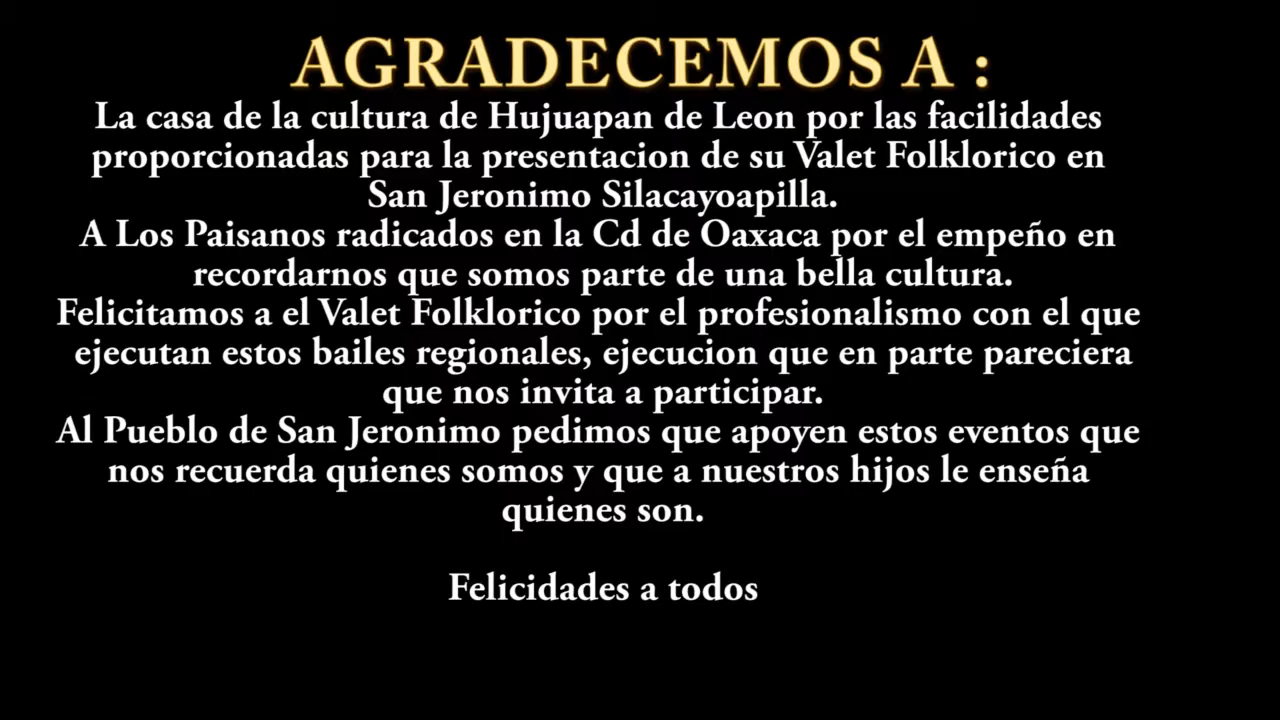 AGRADECEMOS A :
La casa de la cultura de Hujuapan de Leon por las facilidades
proporcionadas para la presentacion de su Valet Folklorico en
San Jeronimo Silacayoapilla.
A Los Paisanos radicados en la Cd de Oaxaca por el empeño en
recordarnos que somos parte de una bella cultura.
Felicitamos a el Valet Folklorico por el profesionalismo con el que
ejecutan estos bailes regionales, ejecucion que en parte pareciera
que nos invita a participar.
Al Pueblo de San Jeronimo pedimos que apoyen estos eventos que
nos recuerda quienes somos y que a nuestros hijos le enseña
quienes son.
Felicidades a todos